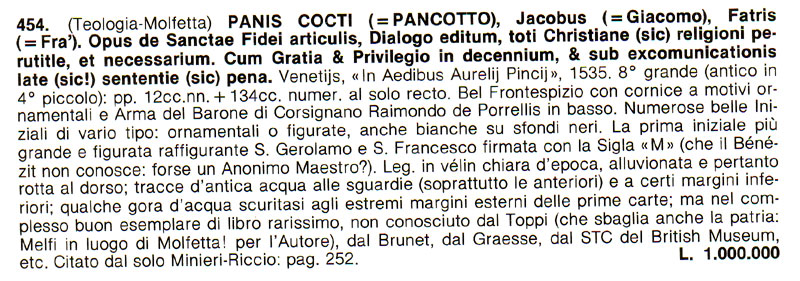 454. (Teologia-Molfetta) PANIS COCTI (=PANCOTTO), Jacobus (=Giacomo), Fatris
(=Fra'). Opus de Sanctae Fidei articulis, Dialogo editum, toti Christiane (sic) religioni pe-
rutitle, et necessarium. Cum Gratia & Privilegio in decennium, & sub excomunicationis
late (sic!) sententie (sic) pena. Venetijs, «In Aedibus Aurelij Pincij», 1535. 8° grande (antico in
4° piccolo): pp. 12cc.nn. + 134cc. numer. al solo recto. Bel Frontespizio con cornice a motivi or-
namentali e Arma del Barone di Corsignano Raimondo de Porrellis in basso. Numerose belle Ini-
ziali di vario tipo: ornamentali o figurate, anche bianche su sfondi neri. La prima iniziale più
grande e figurata raffigurante S. Gerolamo e S. Francesco firmata con la Sigla «M» (che il Béné-
zit non conosce: forse un Anonimo Maestro?). Leg. in vélin chiara d'epoca, alluvionata e pertanto
rotta al dorso; tracce d'antica acqua alle sguardie (soprattutto le anteriori) e a certi margini infe-
riori; qualche gora d'acqua scuritasi agli estremi margini esterni delle prime carte; ma nel com-
plesso buon esemplare di libro rarissimo, non consciuto dal Toppi (che sbaglia anche la patria:
Melfi in luogo di Molfetta! per l'Autore), dal Brunet, dal Graesse, dal STC del British Museum,
etc. Citato dal solo Minieri-Riccio: pag. 252. L. 1.000.000